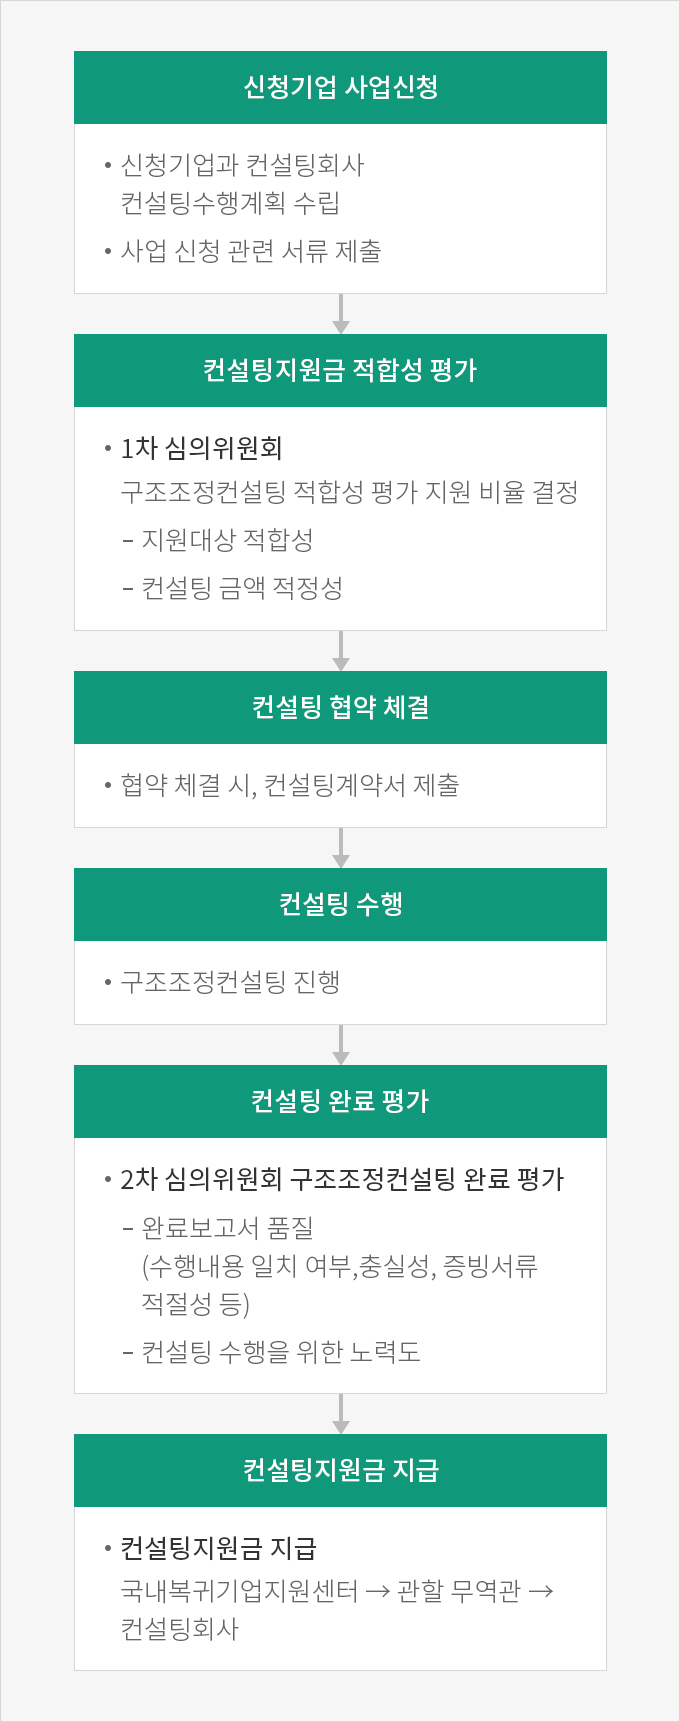 신청기업 사업신청
• 신청기업과 컨설팅회사
컨설팅수행계획 수립
• 사업 신청 관련 서류 제출
컨설팅지원금 적합성 평가
• 1차 심의위원회
구조조정컨설팅 적합성 평가 지원 비율 결정
- 지원대상 적합성
- 컨설팅 금액 적정성
컨설팅 협약 체결
• 협약 체결 시, 컨설팅계약서 제출
컨설팅 수행
• 구조조정컨설팅 진행
컨설팅 완료 평가
• 2차 심의위원회 구조조정컨설팅 완료 평가
- 완료보고서 품질
(수행내용 일치 여부,충실성, 증빙서류
적절성 등)
- 컨설팅 수행을 위한 노력도
컨설팅지원금 지급
• 컨설팅지원금 지급
국내복귀기업지원센터 → 관할 무역관 →
컨설팅회사